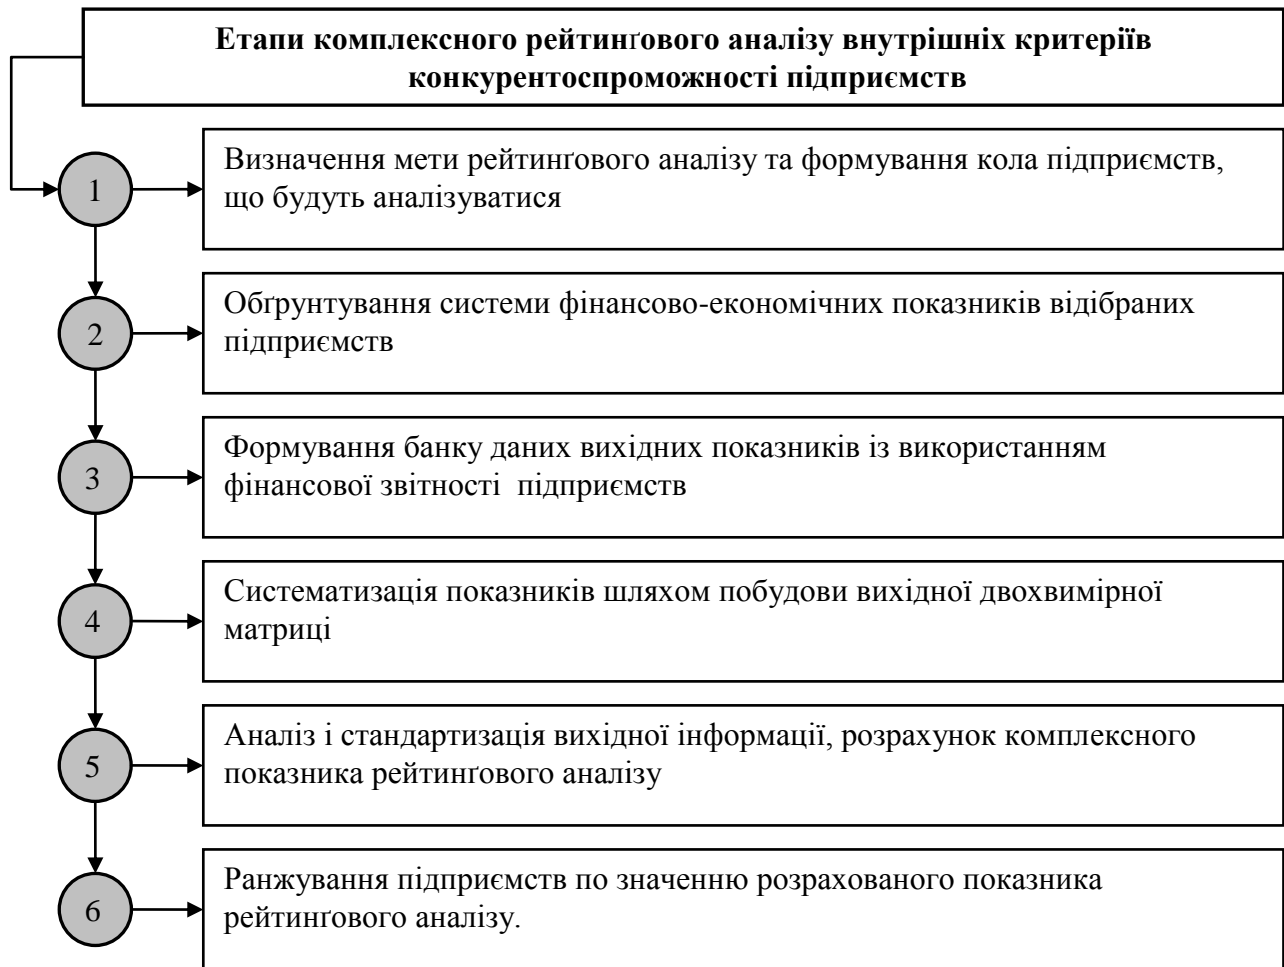 Етапи комплексного рейтинґового аналізу внутрішніх критеріїв
конкурентоспроможності підприємств
1
Визначення мети рейтинґового аналізу та формування кола підприємств,
що будуть аналізуватися
2
Обґрунтування системи фінансово-економічних показників відібраних
підприємств
3
Формування банку даних вихідних показників із використанням
фінансової звітності підприємств
4
Систематизація показників шляхом побудови вихідної двохвимірної
матриці
5
Аналіз і стандартизація вихідної інформації, розрахунок комплексного
показника рейтинґового аналізу
6
Ранжування підприємств по значенню розрахованого показника
рейтинґового аналізу.